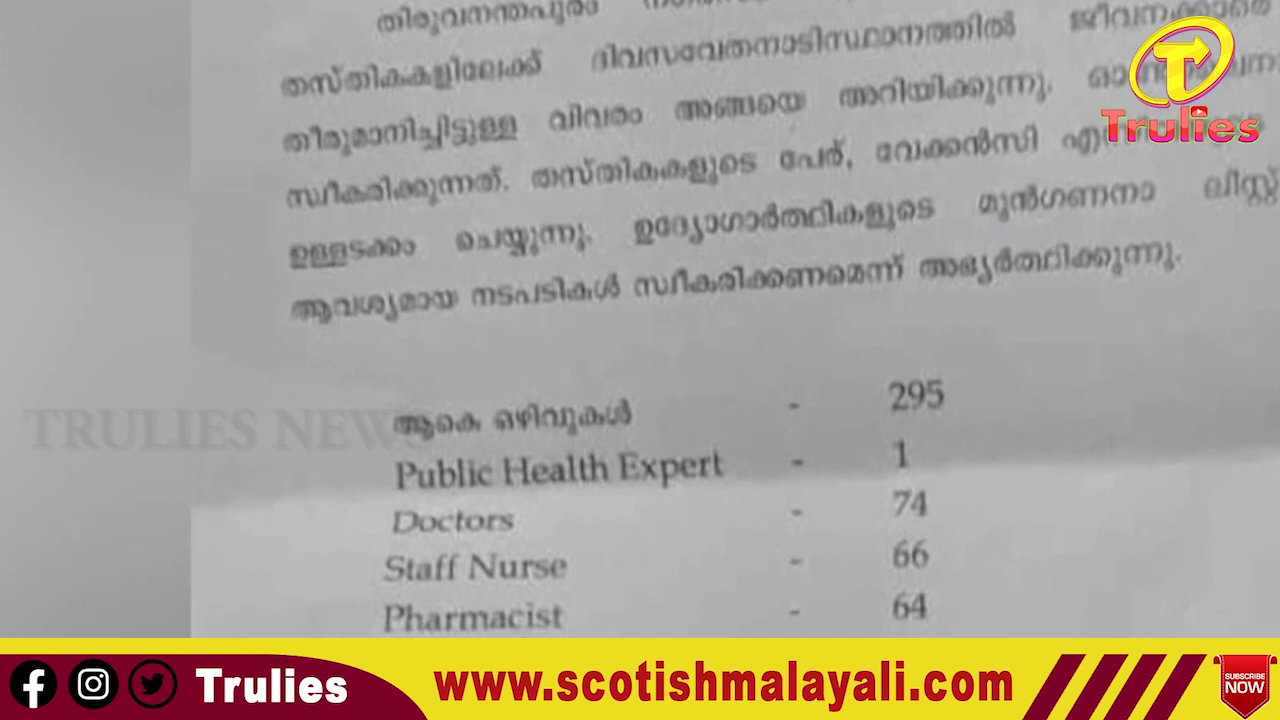 തിരുവനന്തപുരം
തസ്തികകളിലേക്ക് ദിവസവേതനാടിസ്ഥാനത്തിൽ ജീവനക്കാരെ
തീരുമാനിച്ചിട്ടുള്ള വിവരം അങ്ങയെ അറിയിക്കുന്നു.
സ്വീകരിക്കുന്നത്. തസ്തികകളുടെ പേര്, വേക്കൻസി
ഉള്ളടക്കം ചെയ്യുന്നു. ഉദ്യോഗാർത്ഥികളുടെ മുൻഗണനാ ലിസ്റ്റ്
ആവശ്യമായ നടപടികൾ സ്വീകരിക്കണമെന്ന് അഭ്യർത്ഥിക്കുന്നു.
ആകെ ഒഴിവുകൾ - 295
Public Health Expert - 1
Doctors - 74
Staff Nurse - 66
Pharmacist - 64
Trulies
TRULIES NEWS
Trulies
www.scotishmalayali.com
SUBSCRIBE
NOW